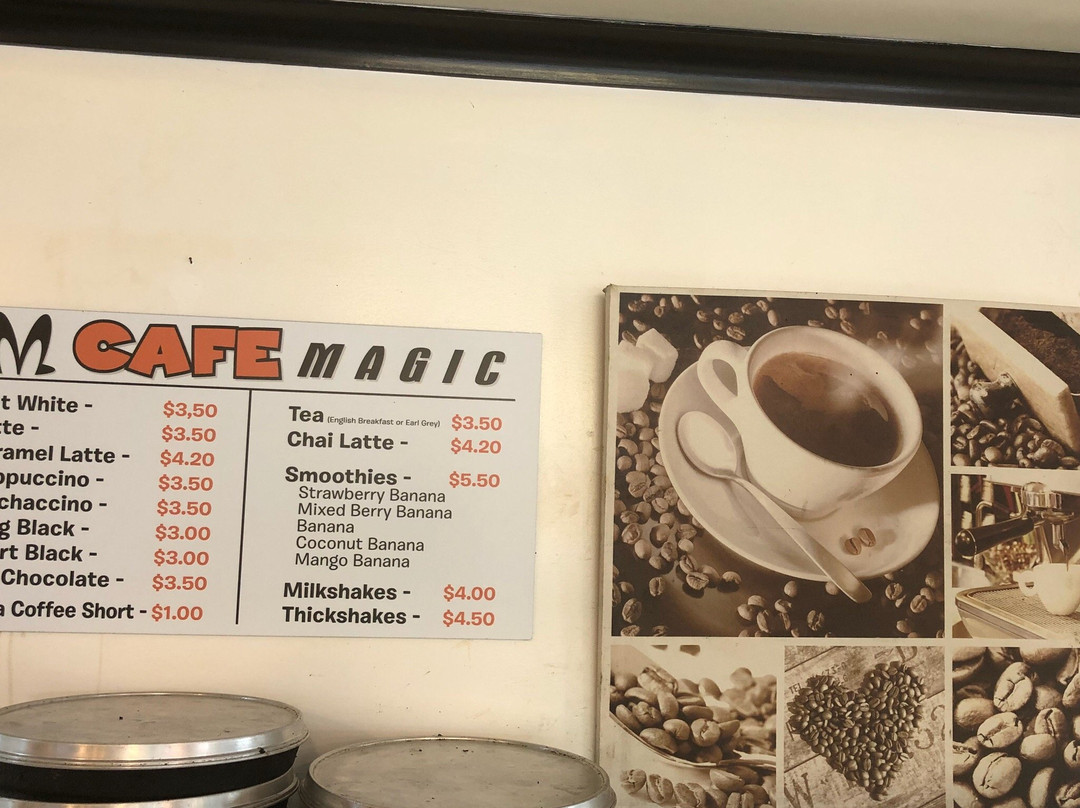 M CAFE MAGIC
t White - $3,50
tte - $3.50
ramel Latte - $4.20
ppuccino - $3.50
chaccino - $3.50
g Black - $3.00
rt Black - $3.00
Chocolate - $3.50
a Coffee Short - $1.00
Tea (English Breakfast or Earl Grey) $3.50
Chai Latte - $4.20
Smoothies - $5.50
Strawberry Banana
Mixed Berry Banana
Banana
Coconut Banana
Mango Banana
Milkshakes - $4.00
Thickshakes - $4.50